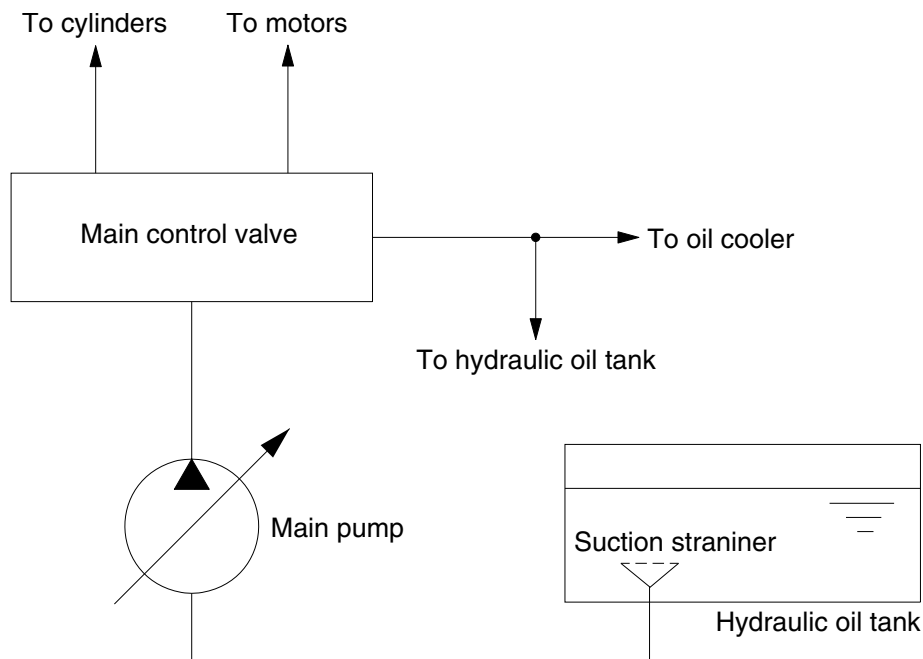 To cylinders
To motors
Main control valve
To oil cooler
To hydraulic oil tank
Main pump
Suction straniner
Hydraulic oil tank